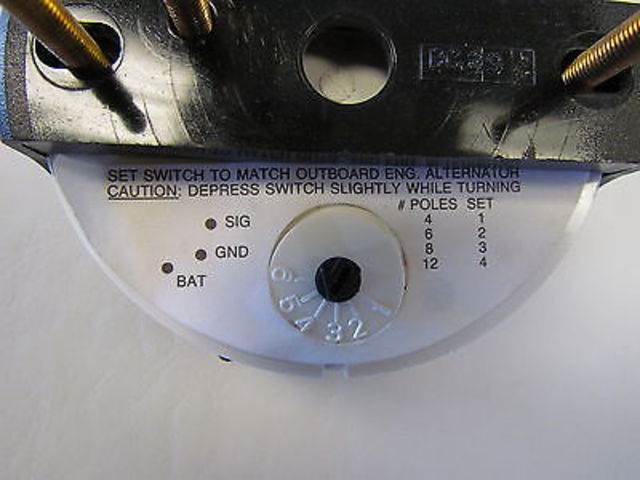 SET SWITCH TO MATCH OUTBOARD ENG. ALTERNATOR
CAUTION: DEPRESS SWITCH SLIGHTLY WHILE TURNING
# POLES SET
4 1
6 2
8 3
12 4
SIG
GND
BAT
6 5 4 3 2 1